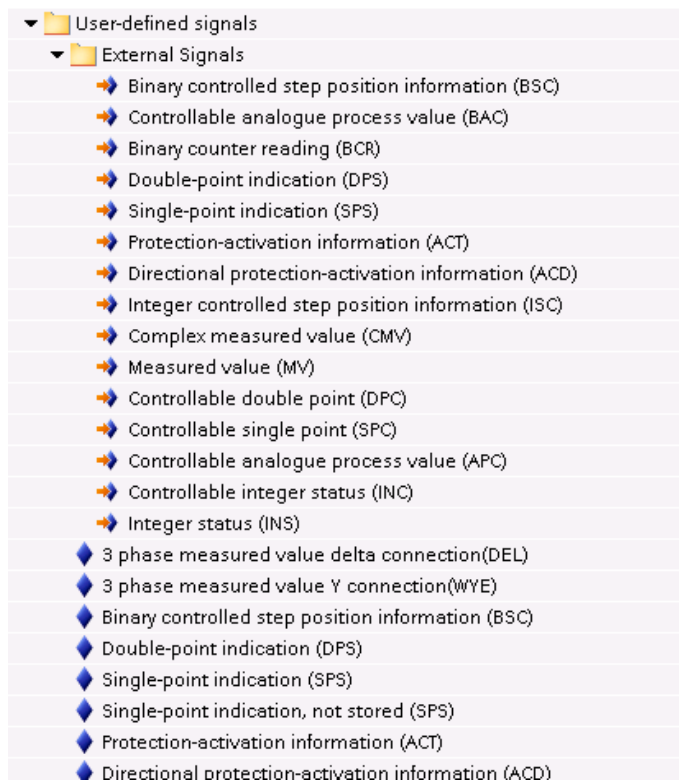 User-defined signals
External Signals
Binary controlled step position information (BSC)
Controllable analogue process value (BAC)
Binary counter reading (BCR)
Double-point indication (DPS)
Single-point indication (SPS)
Protection-activation information (ACT)
Directional protection-activation information (ACD)
Integer controlled step position information (ISC)
Complex measured value (CMV)
Measured value (MV)
Controllable double point (DPC)
Controllable single point (SPC)
Controllable analogue process value (APC)
Controllable integer status (INC)
Integer status (INS)
3 phase measured value delta connection(DEL)
3 phase measured value Y connection(WYE)
Binary controlled step position information (BSC)
Double-point indication (DPS)
Single-point indication (SPS)
Single-point indication, not stored (SPS)
Protection-activation information (ACT)
Directional protection-activation information (ACD)